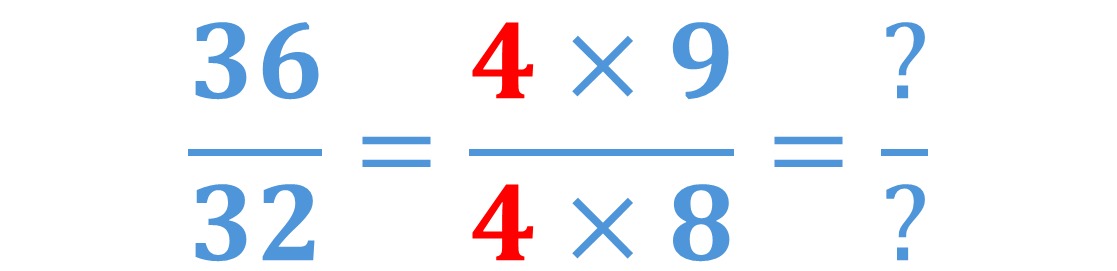 36/32 = 4 × 9/4 × 8 = ?/?